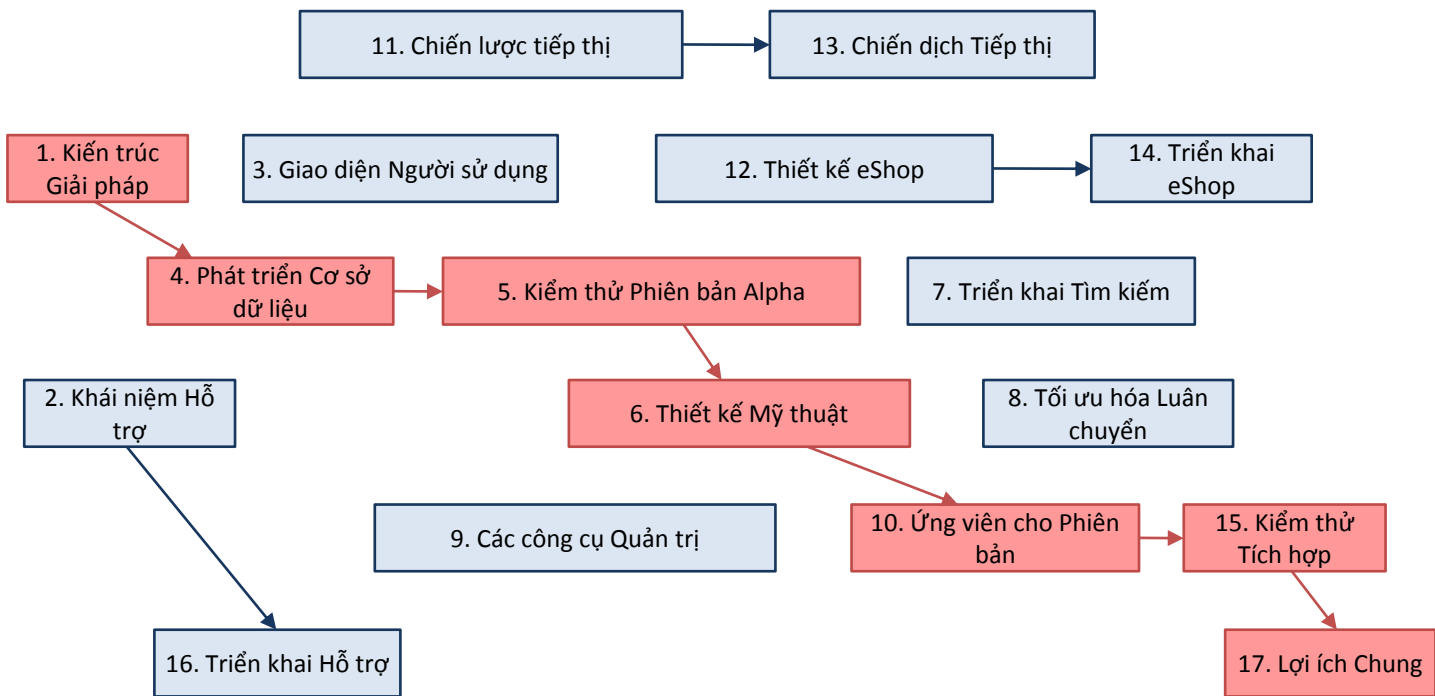 11. Chiến lược tiếp thị
13. Chiến dịch Tiếp thị
1. Kiến trúc
Giải pháp
3. Giao diện Người sử dụng
12. Thiết kế eShop
14. Triển khai
eShop
4. Phát triển Cơ sở
dữ liệu
5. Kiểm thử Phiên bản Alpha
7. Triển khai Tìm kiếm
2. Khái niệm Hỗ
trợ
6. Thiết kế Mỹ thuật
8. Tối ưu hóa Luân
chuyển
9. Các công cụ Quản trị
10. Ứng viên cho Phiên
bản
15. Kiểm thử
Tích hợp
16. Triển khai Hỗ trợ
17. Lợi ích Chung